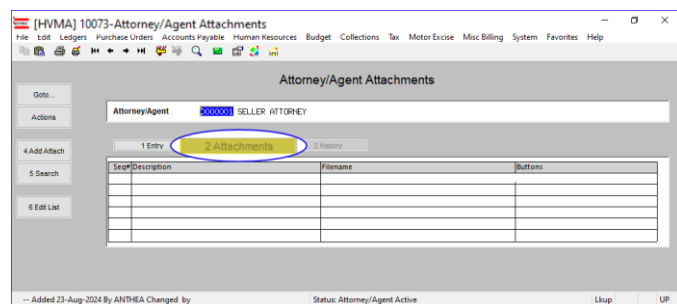 [HVMA] 10073-Attorney/Agent Attachments
File Edit Ledgers Purchase Orders Accounts Payable Human Resources Budget Collections Tax Motor Excise Misc Billing System Favorites Help
Attorney/Agent Attachments
Goto...
Actions
Attorney/Agent 0000001 SELLER ATTORNEY
1 Entry 2 Attachments 3 History
4 Add Attach
5 Search
6 Edit List
Seq# Description Filename Buttons
-- Added 23-Aug-2024 By ANTHEA Changed by Status: Attorney/Agent Active Lkup UP